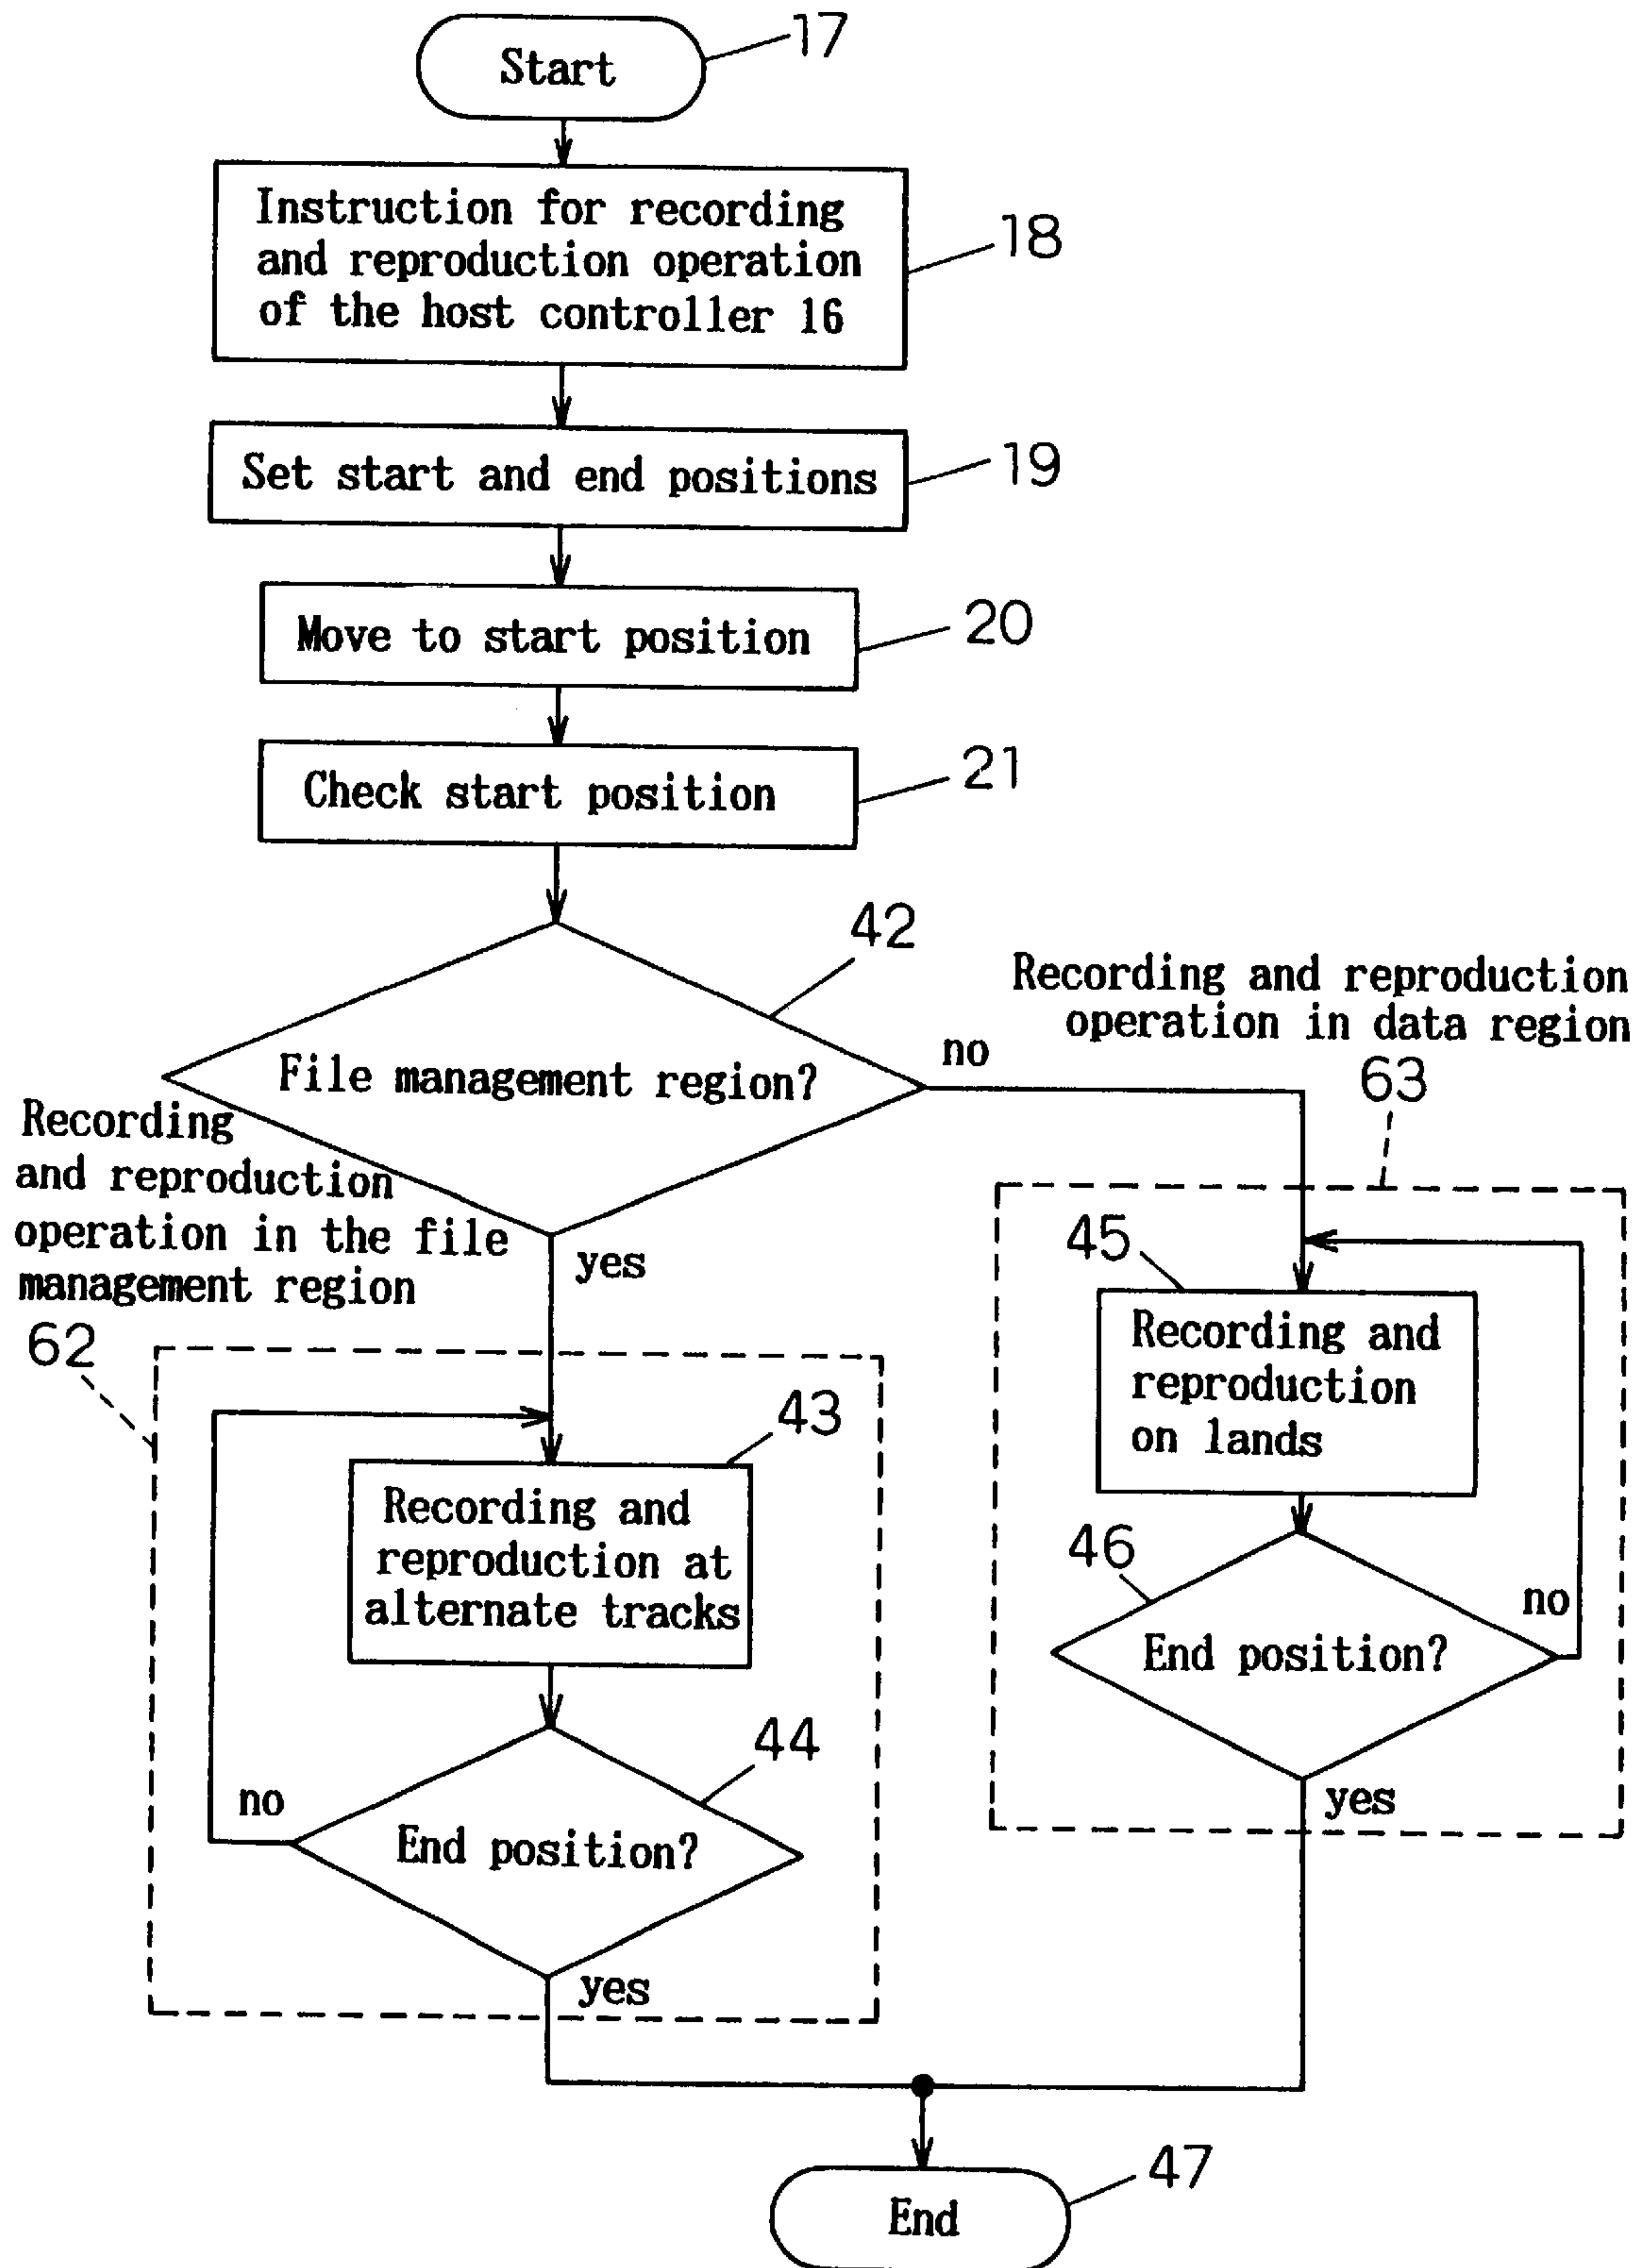 Start
17
Instruction for recording
and reproduction operation
of the host controller 16
18
Set start and end positions
19
Move to start position
20
Check start position
21
42
File management region?
no
Recording and reproduction
operation in data region
63
Recording
and reproduction
operation in the file
management region
62
yes
45
Recording and
reproduction
on lands
43
Recording and
reproduction at
alternate tracks
46
End position?
no
yes
44
End position?
no
yes
End
47